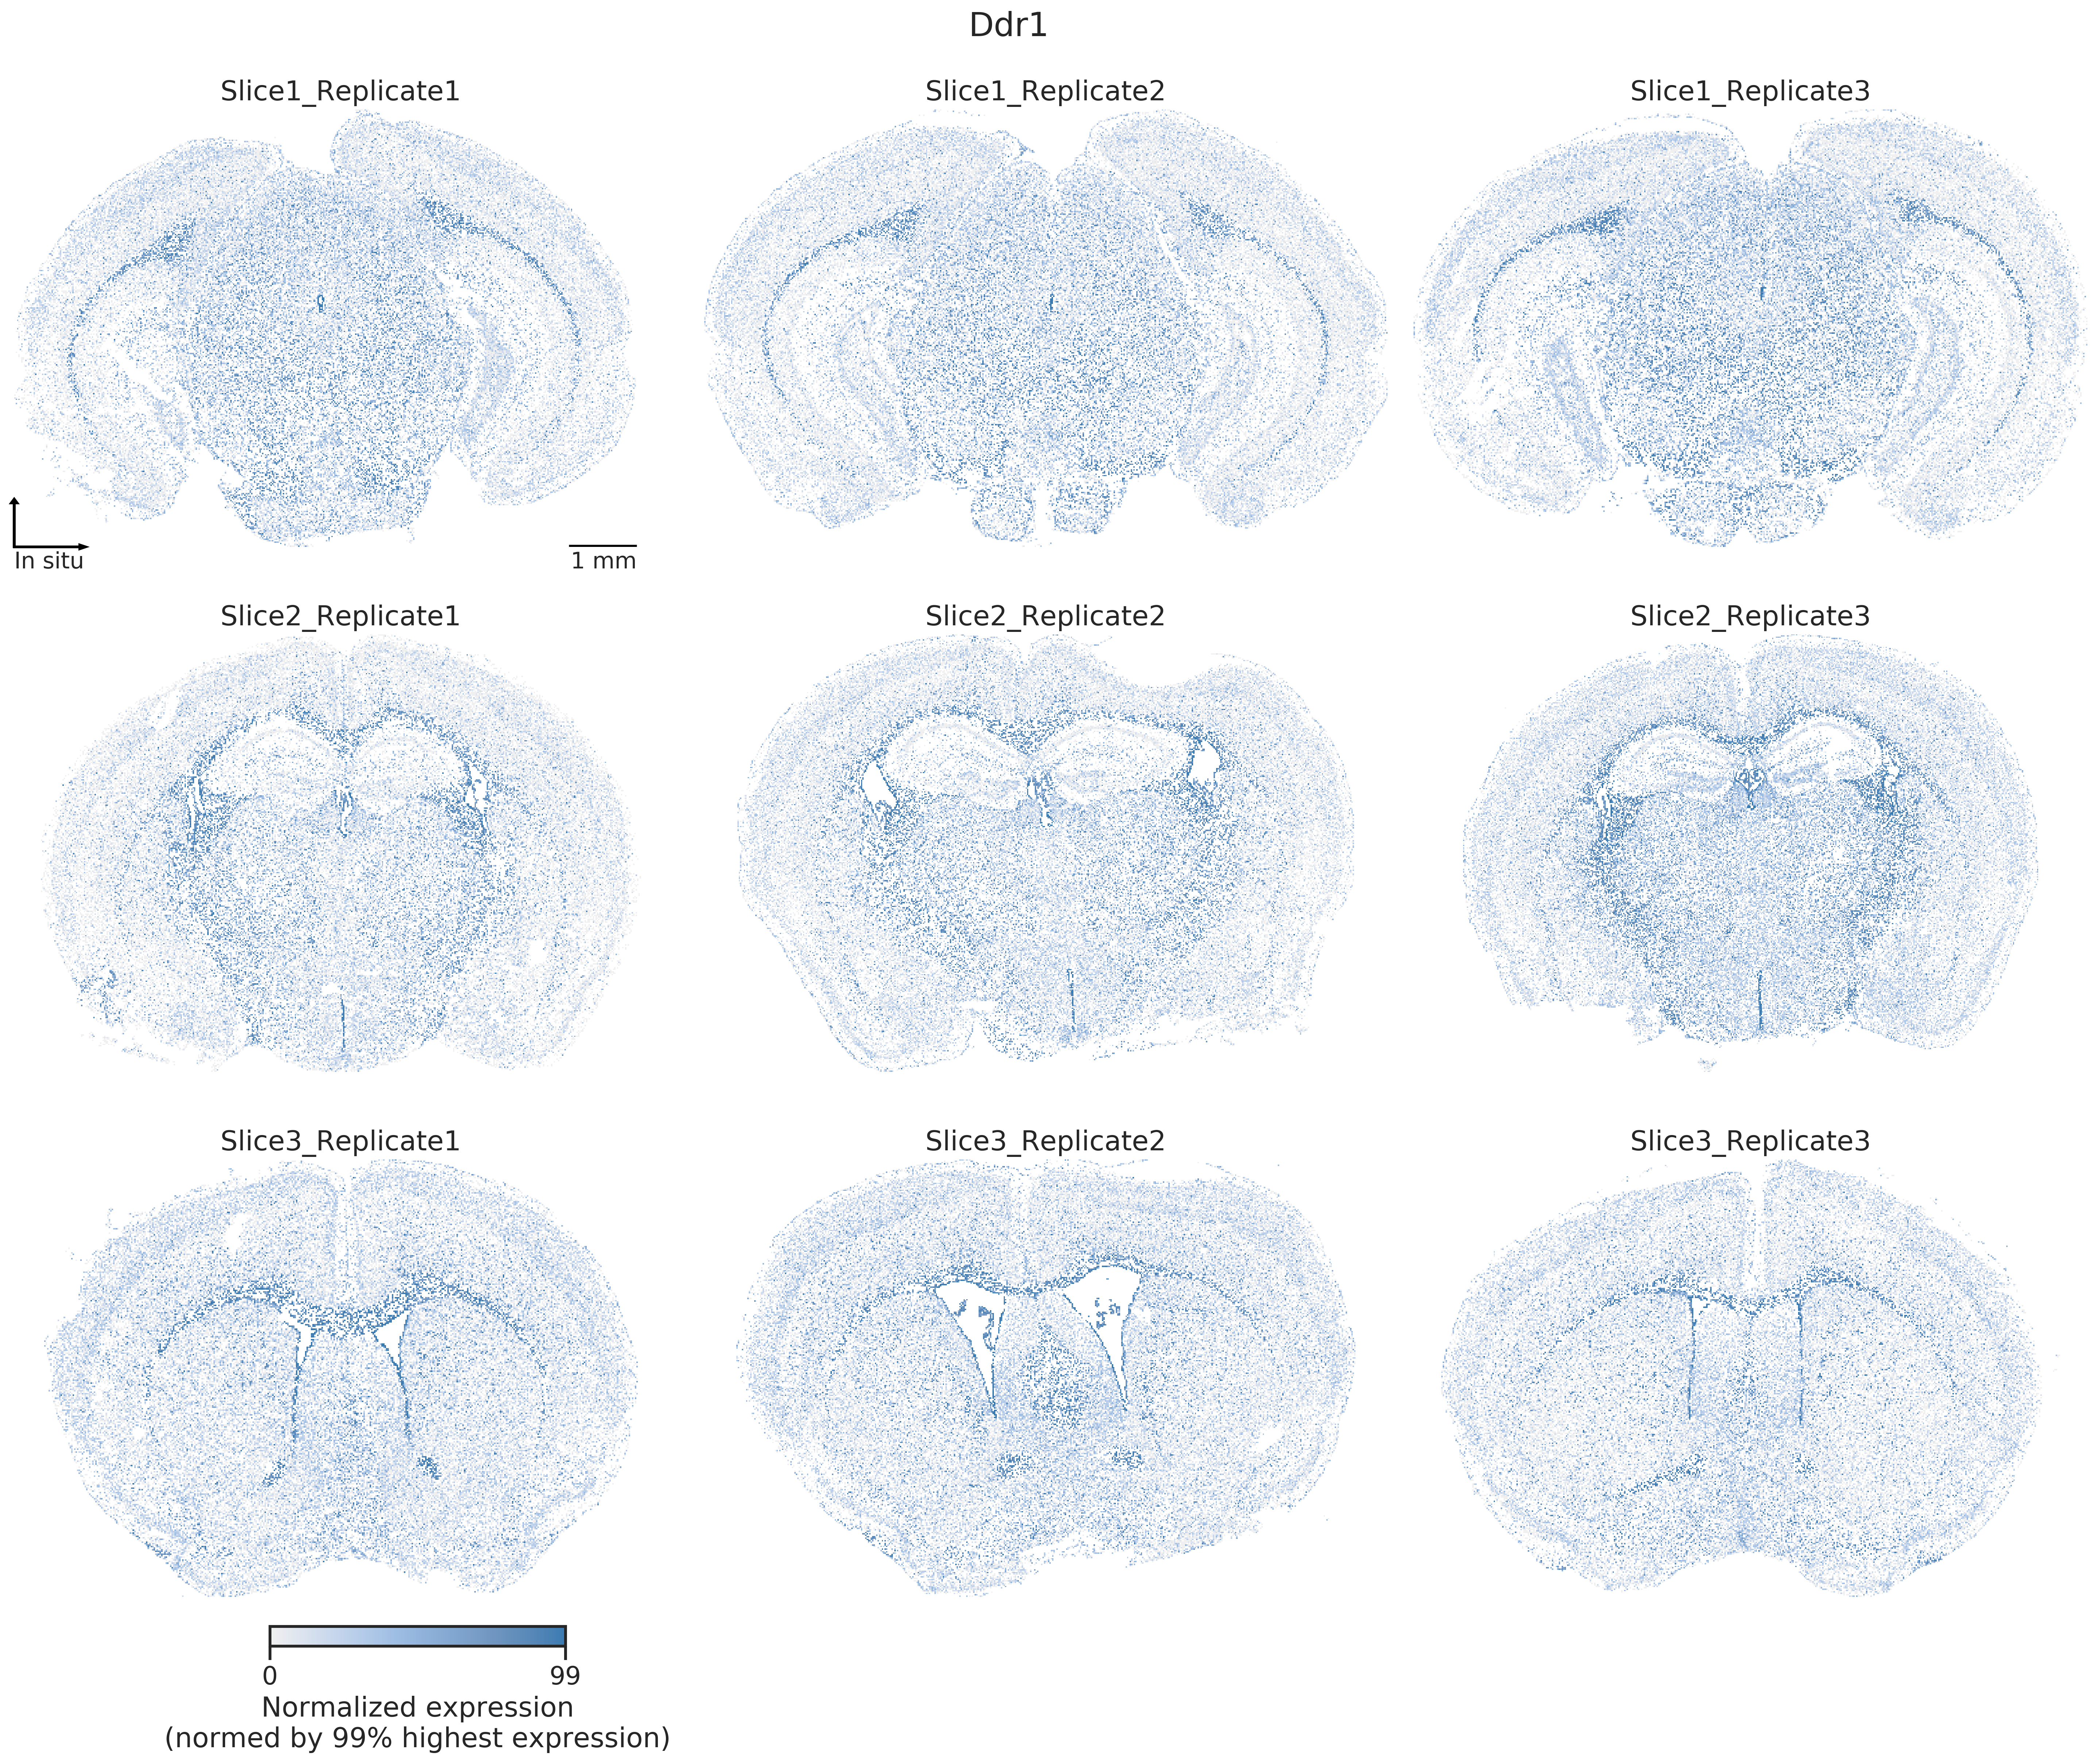 Ddr1
Slice1_Replicate1
Slice1_Replicate2
Slice1_Replicate3
In situ
1 mm
Slice2_Replicate1
Slice2_Replicate2
Slice2_Replicate3
Slice3_Replicate1
Slice3_Replicate2
Slice3_Replicate3
0
99
Normalized expression
(normed by 99% highest expression)